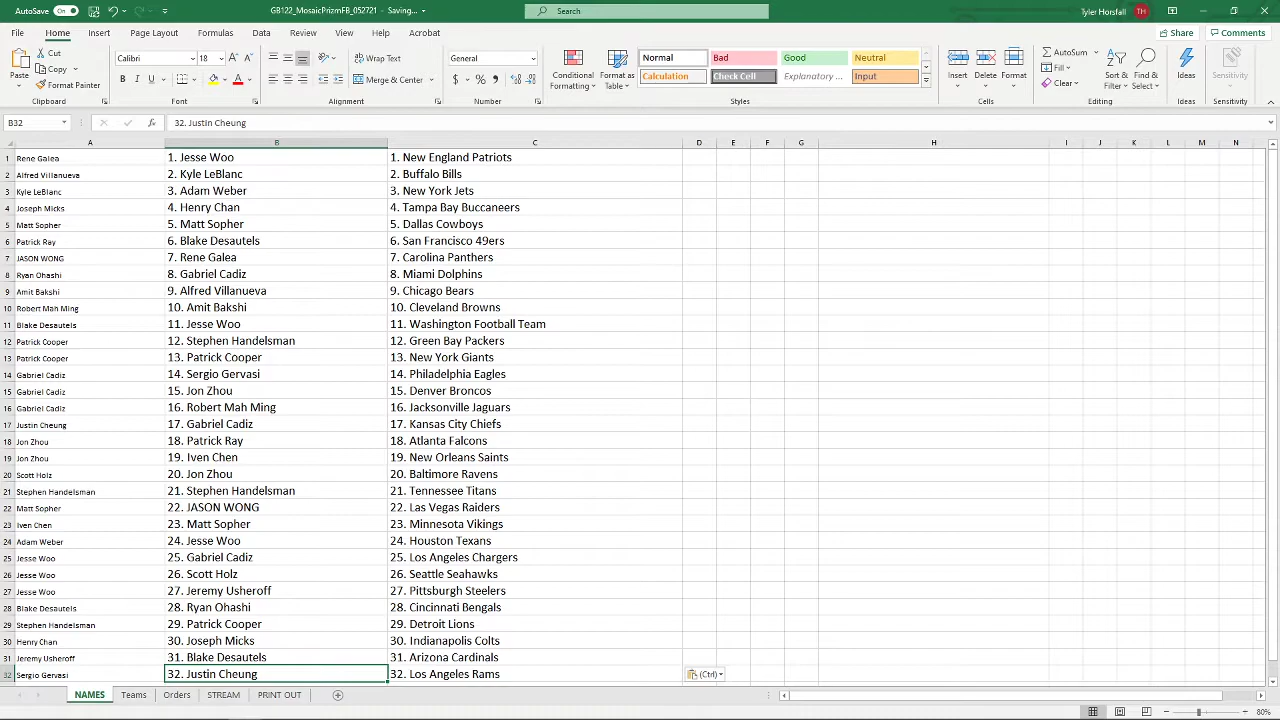 AutoSave On GB122_MosaicPrizmFB_052721 - Saving... Search Tyler Horsfall TH
File Home Insert Page Layout Formulas Data Review View Help Acrobat Share Comments
Paste Cut Copy Format Painter
Calibri 18 Wrap Text General
B I U Merge & Center $ % ,
Conditional Formatting Format as Table
Normal Bad Good Neutral
Calculation Check Cell Explanatory ... Input
Insert Delete Format AutoSum Fill Clear Sort & Filter Find & Select Ideas Sensitivity
Clipboard Font Alignment Number Styles Cells Editing Ideas Sensitivity
B32 fx 32. Justin Cheung
A B C D E F G H I J K L M N
1 Rene Galea 1. Jesse Woo 1. New England Patriots
2 Alfred Villanueva 2. Kyle LeBlanc 2. Buffalo Bills
3 Kyle LeBlanc 3. Adam Weber 3. New York Jets
4 Joseph Micks 4. Henry Chan 4. Tampa Bay Buccaneers
5 Matt Sopher 5. Matt Sopher 5. Dallas Cowboys
6 Patrick Ray 6. Blake Desautels 6. San Francisco 49ers
7 JASON WONG 7. Rene Galea 7. Carolina Panthers
8 Ryan Ohashi 8. Gabriel Cadiz 8. Miami Dolphins
9 Amit Bakshi 9. Alfred Villanueva 9. Chicago Bears
10 Robert Mah Ming 10. Amit Bakshi 10. Cleveland Browns
11 Blake Desautels 11. Jesse Woo 11. Washington Football Team
12 Patrick Cooper 12. Stephen Handelsman 12. Green Bay Packers
13 Patrick Cooper 13. Patrick Cooper 13. New York Giants
14 Gabriel Cadiz 14. Sergio Gervasi 14. Philadelphia Eagles
15 Gabriel Cadiz 15. Jon Zhou 15. Denver Broncos
16 Gabriel Cadiz 16. Robert Mah Ming 16. Jacksonville Jaguars
17 Justin Cheung 17. Gabriel Cadiz 17. Kansas City Chiefs
18 Jon Zhou 18. Patrick Ray 18. Atlanta Falcons
19 Jon Zhou 19. Iven Chen 19. New Orleans Saints
20 Scott Holz 20. Jon Zhou 20. Baltimore Ravens
21 Stephen Handelsman 21. Stephen Handelsman 21. Tennessee Titans
22 Matt Sopher 22. JASON WONG 22. Las Vegas Raiders
23 Iven Chen 23. Matt Sopher 23. Minnesota Vikings
24 Adam Weber 24. Jesse Woo 24. Houston Texans
25 Jesse Woo 25. Gabriel Cadiz 25. Los Angeles Chargers
26 Jesse Woo 26. Scott Holz 26. Seattle Seahawks
27 Jesse Woo 27. Jeremy Usheroff 27. Pittsburgh Steelers
28 Blake Desautels 28. Ryan Ohashi 28. Cincinnati Bengals
29 Stephen Handelsman 29. Patrick Cooper 29. Detroit Lions
30 Henry Chan 30. Joseph Micks 30. Indianapolis Colts
31 Jeremy Usheroff 31. Blake Desautels 31. Arizona Cardinals
32 Sergio Gervasi 32. Justin Cheung 32. Los Angeles Rams (Ctrl)
NAMES Teams Orders STREAM PRINT OUT
80%